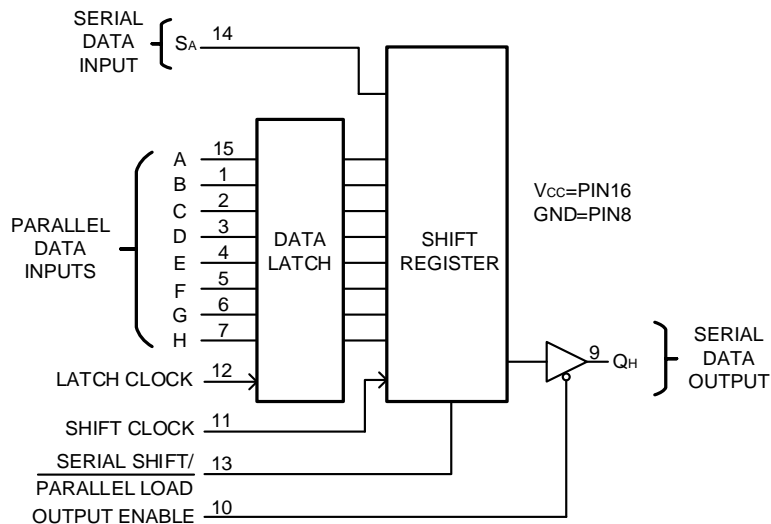 SERIAL
DATA
INPUT
SA 14
A 15
B 1
C 2
D 3
E 4
F 5
G 6
H 7
PARALLEL
DATA
INPUTS
DATA
LATCH
SHIFT
REGISTER
VCC=PIN16
GND=PIN8
LATCH CLOCK 12
SHIFT CLOCK 11
SERIAL SHIFT/
PARALLEL LOAD
13
OUTPUT ENABLE 10
9 QH
SERIAL
DATA
OUTPUT